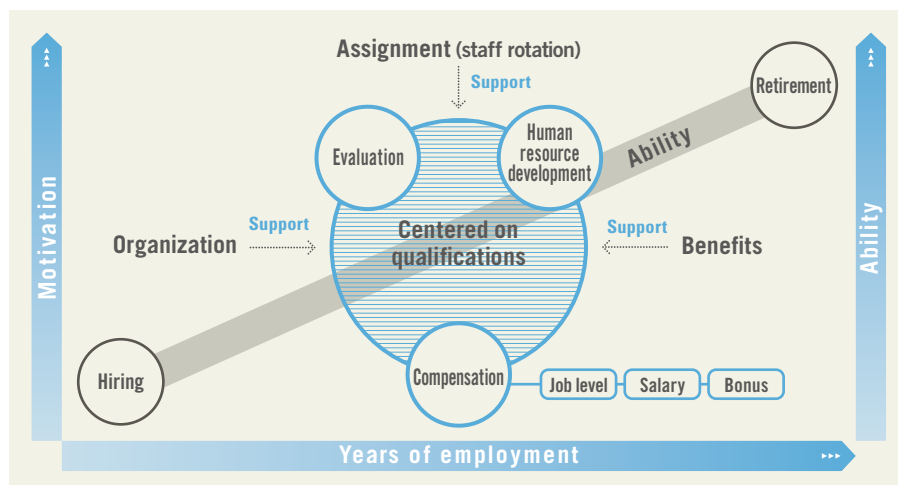 Assignment (staff rotation)
Support
Retirement
Human
resource
development
Evaluation
Ability
Motivation
Support
Organization
Centered on
qualifications
Support
Benefits
Ability
Hiring
Compensation
Job level
Salary
Bonus
Years of employment